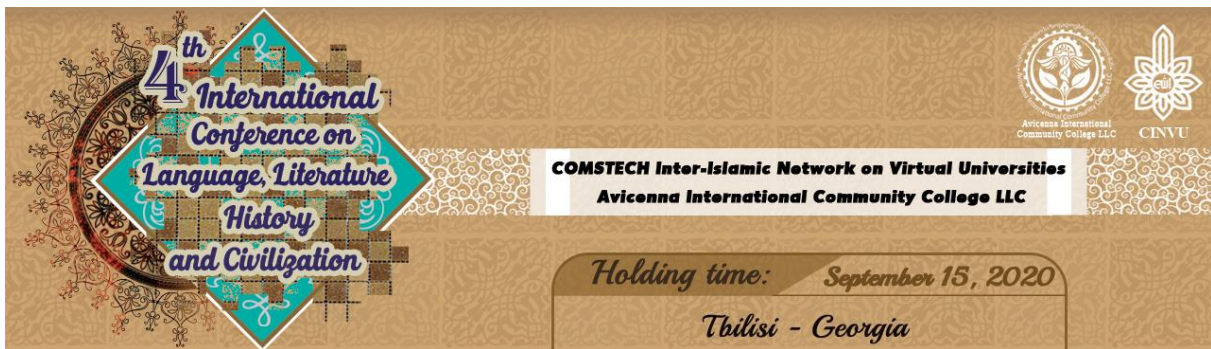 4th
International
Conference on
Language, Literature
History
and Civilization
Avicenna International
Community College LLC
CINVU
COMSTECH Inter-Islamic Network on Virtual Universities
Avicenna International Community College LLC
Holding time: September 15, 2020
Tbilisi - Georgia